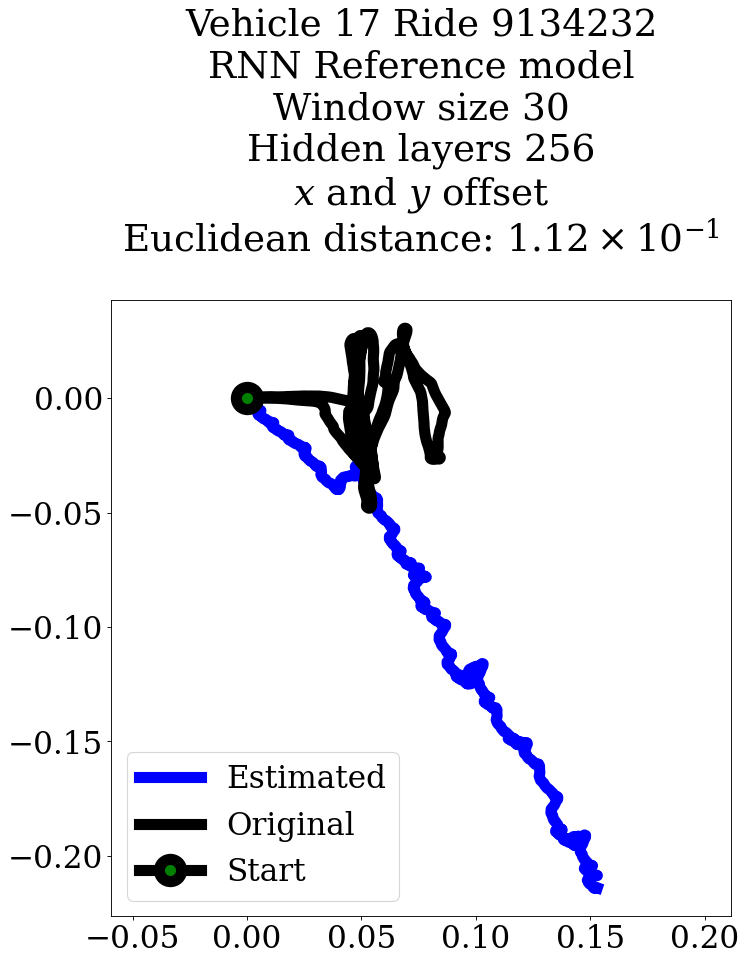 Vehicle 17 Ride 9134232
RNN Reference model
Window size 30
Hidden layers 256
x and y offset
Euclidean distance: 1.12 × 10⁻¹
0.00
−0.05
−0.10
−0.15
−0.20
Estimated
Original
Start
−0.05 0.00 0.05 0.10 0.15 0.20